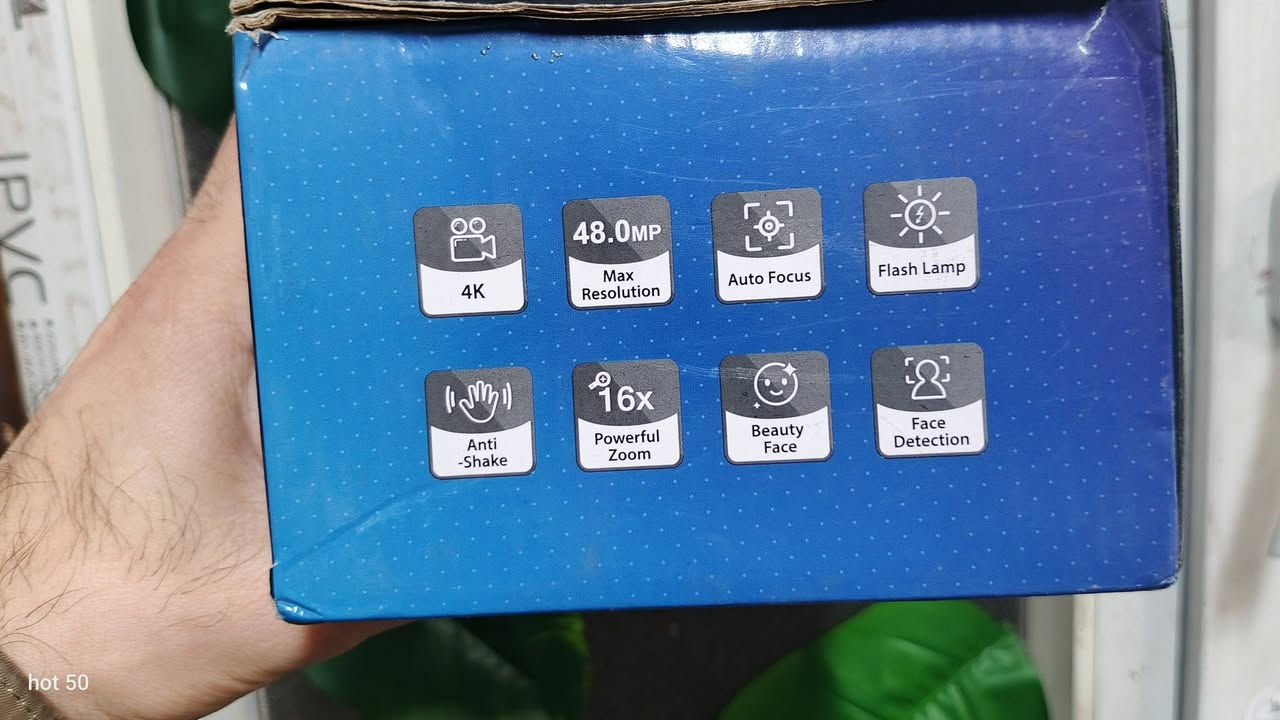 4K
48.0MP
Max
Resolution
Auto Focus
Flash Lamp
Anti
-Shake
16x
Powerful
Zoom
Beauty
Face
Face
Detection
hot 50